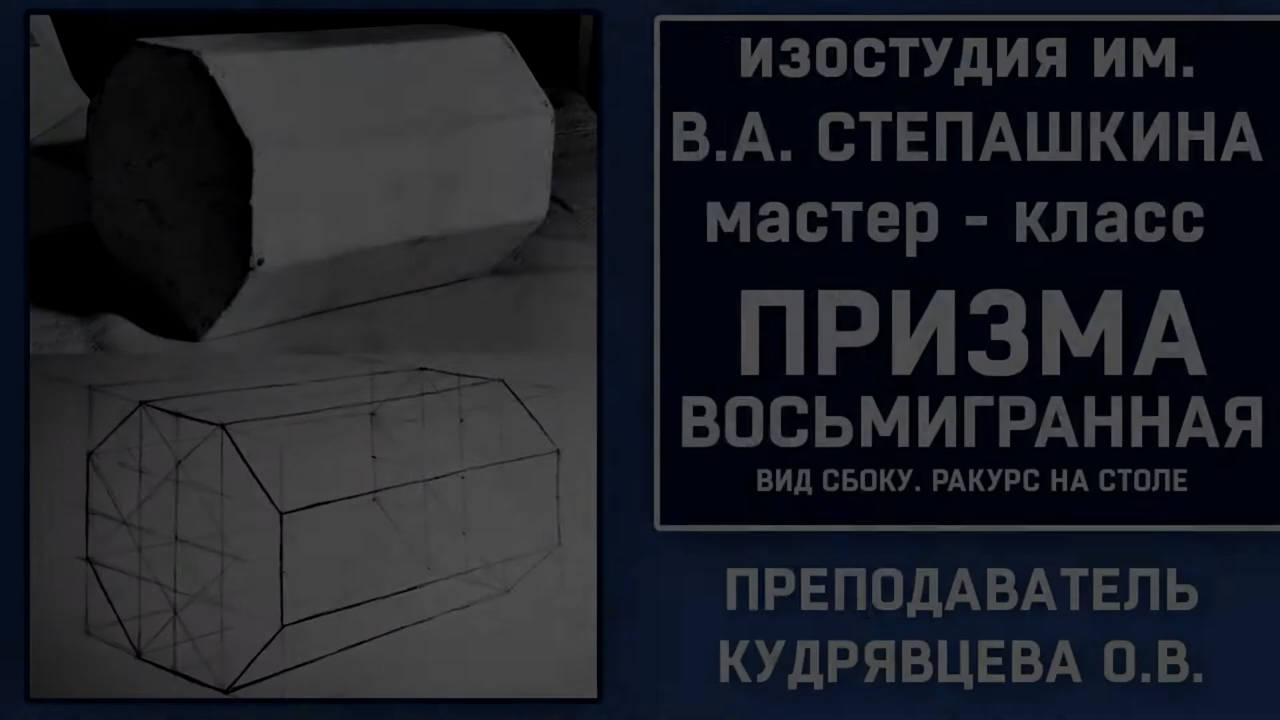 ИЗОСТУДИЯ ИМ.
В.А. СТЕПАШКИНА
мастер - класс
ПРИЗМА
ВОСЬМИГРАННАЯ
ВИД СБОКУ. РАКУРС НА СТОЛЕ
ПРЕПОДАВАТЕЛЬ
КУДРЯВЦЕВА О.В.